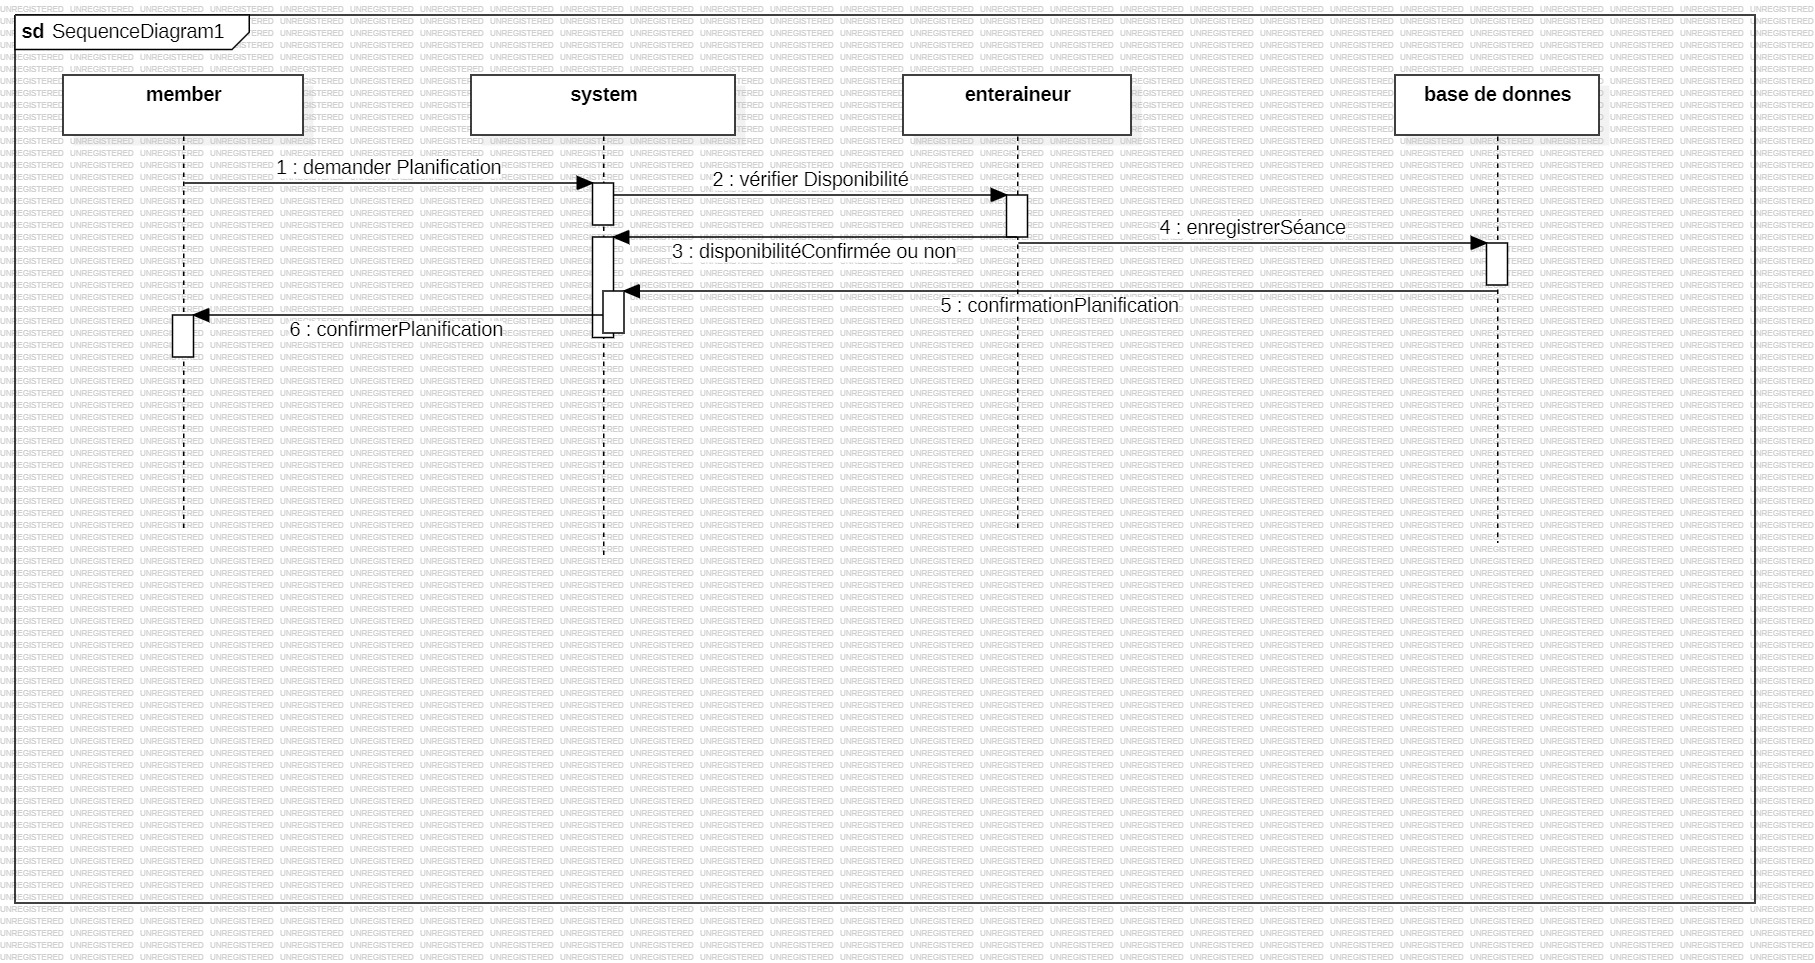 sd SequenceDiagram1
member
system
enteraineur
base de donnes
1 : demander Planification
2 : vérifier Disponibilité
3 : disponibilitéConfirmée ou non
4 : enregistrerSéance
5 : confirmationPlanification
6 : confirmerPlanification
UNREGISTERED